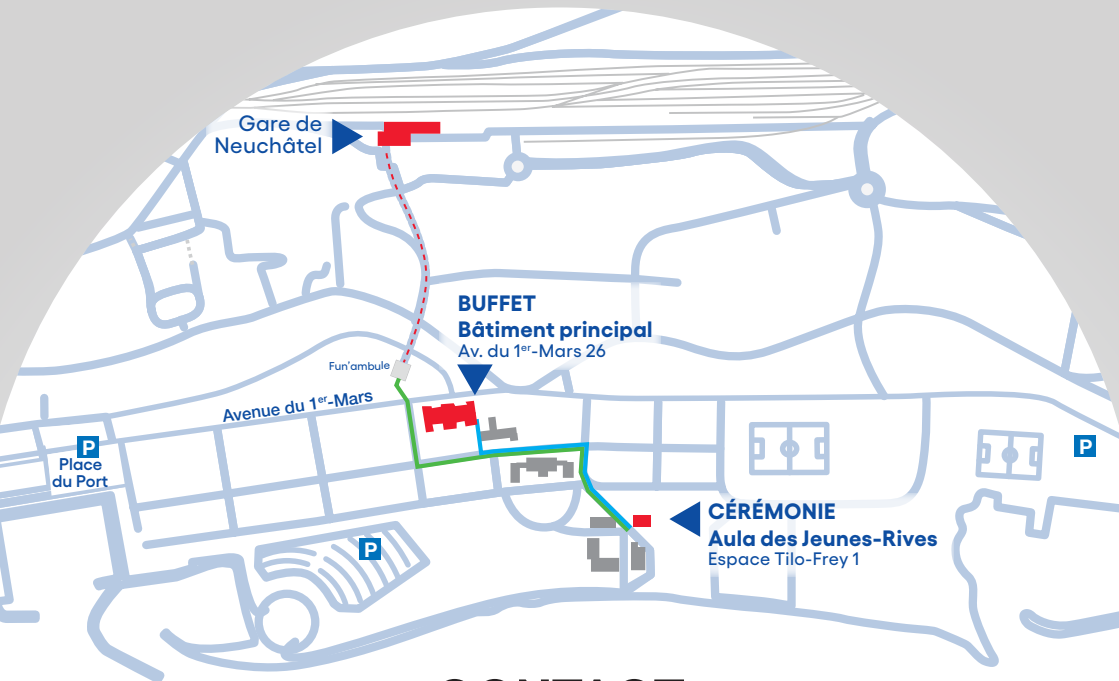 Gare de
Neuchâtel
BUFFET
Bâtiment principal
Av. du 1er-Mars 26
Fun'ambule
Avenue du 1er-Mars
P
Place
du Port
P
P
CÉRÉMONIE
Aula des Jeunes-Rives
Espace Tilo-Frey 1